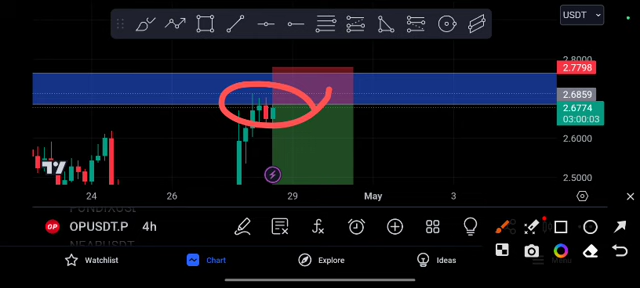 USDT
2.8000
2.7798
2.6859
2.6774
03:00:03
2.6000
2.5000
24 26 29 May 3
OP OPUSDT.P 4h
Watchlist Chart Explore Ideas